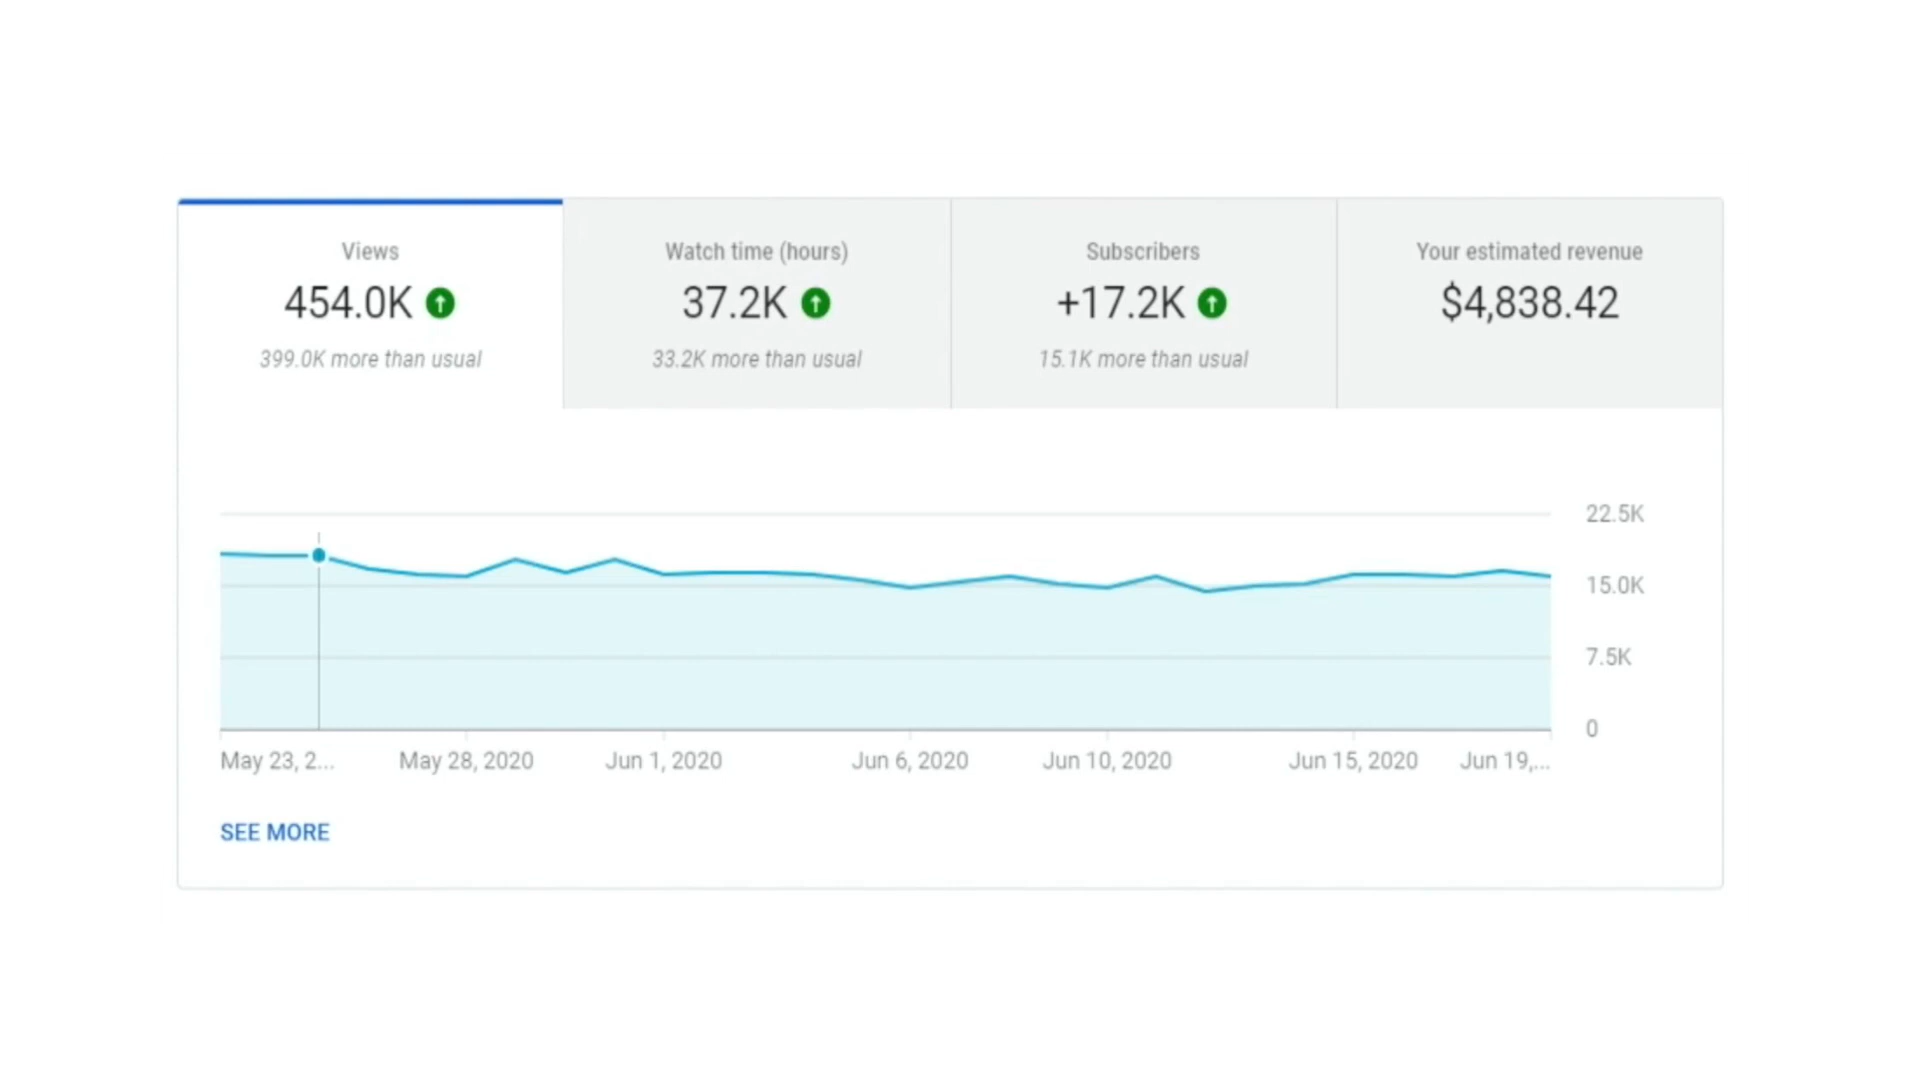 Views
454.0K
399.0K more than usual
Watch time (hours)
37.2K
33.2K more than usual
Subscribers
+17.2K
15.1K more than usual
Your estimated revenue
$4,838.42
22.5K
15.0K
7.5K
0
May 23, 2...
May 28, 2020
Jun 1, 2020
Jun 6, 2020
Jun 10, 2020
Jun 15, 2020
Jun 19,...
SEE MORE